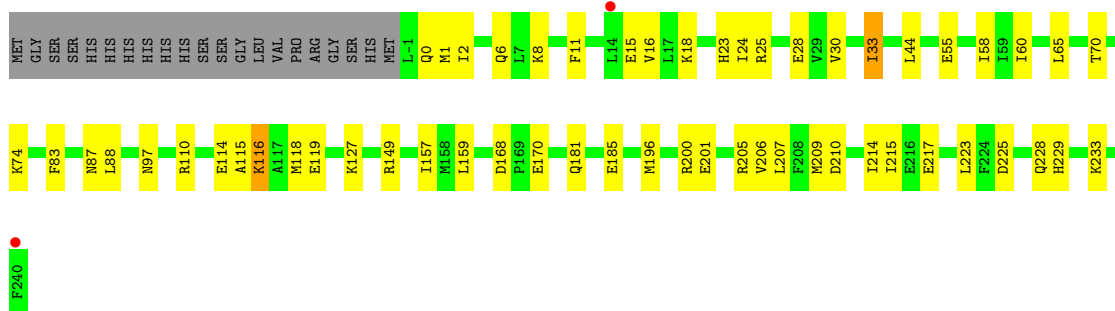 MET GLY SER SER HIS HIS HIS HIS HIS HIS SER SER GLY LEU VAL PRO ARG GLY SER HIS MET L-1 Q0 M1 I2 Q6 L7 K8 F11 L14 E15 V16 L17 K18 H23 I24 R25 E28 V29 V30 I33 L44 E55 I58 I59 I60 L65 T70
K74 F83 N87 L88 N97 R110 E114 A115 K116 A117 M118 E119 K127 R149 I157 M158 L159 D168 P169 E170 Q181 E185 M196 R200 E201 R205 V206 L207 F208 M209 D210 I214 I215 E216 E217 L223 F224 D225 Q228 H229 K233
F240